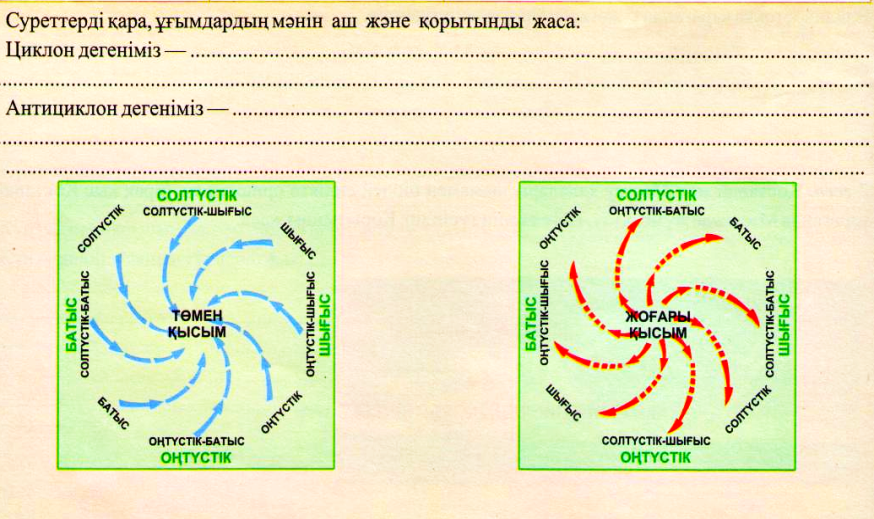 Суреттерді қара, ұғымдардың мәнін аш және қорытынды жаса:
Циклон дегеніміз —
Антициклон дегеніміз —
СОЛТҮСТІК
СОЛТҮСТІК-ШЫҒЫС
СОЛТҮСТІК
ШЫҒЫС
БАТЫС
СОЛТҮСТІК-БАТЫС
ТӨМЕН
ҚЫСЫМ
ОҢТҮСТІК-ШЫҒЫС
ШЫҒЫС
БАТЫС
ОҢТҮСТІК
ОҢТҮСТІК-БАТЫС
ОҢТҮСТІК
СОЛТҮСТІК
ОҢТҮСТІК-БАТЫС
ОҢТҮСТІК
БАТЫС
БАТЫС
ОҢТҮСТІК-ШЫҒЫС
ЖОҒАРЫ
ҚЫСЫМ
СОЛТҮСТІК-БАТЫС
ШЫҒЫС
ШЫҒЫС
СОЛТҮСТІК
СОЛТҮСТІК-ШЫҒЫС
ОҢТҮСТІК